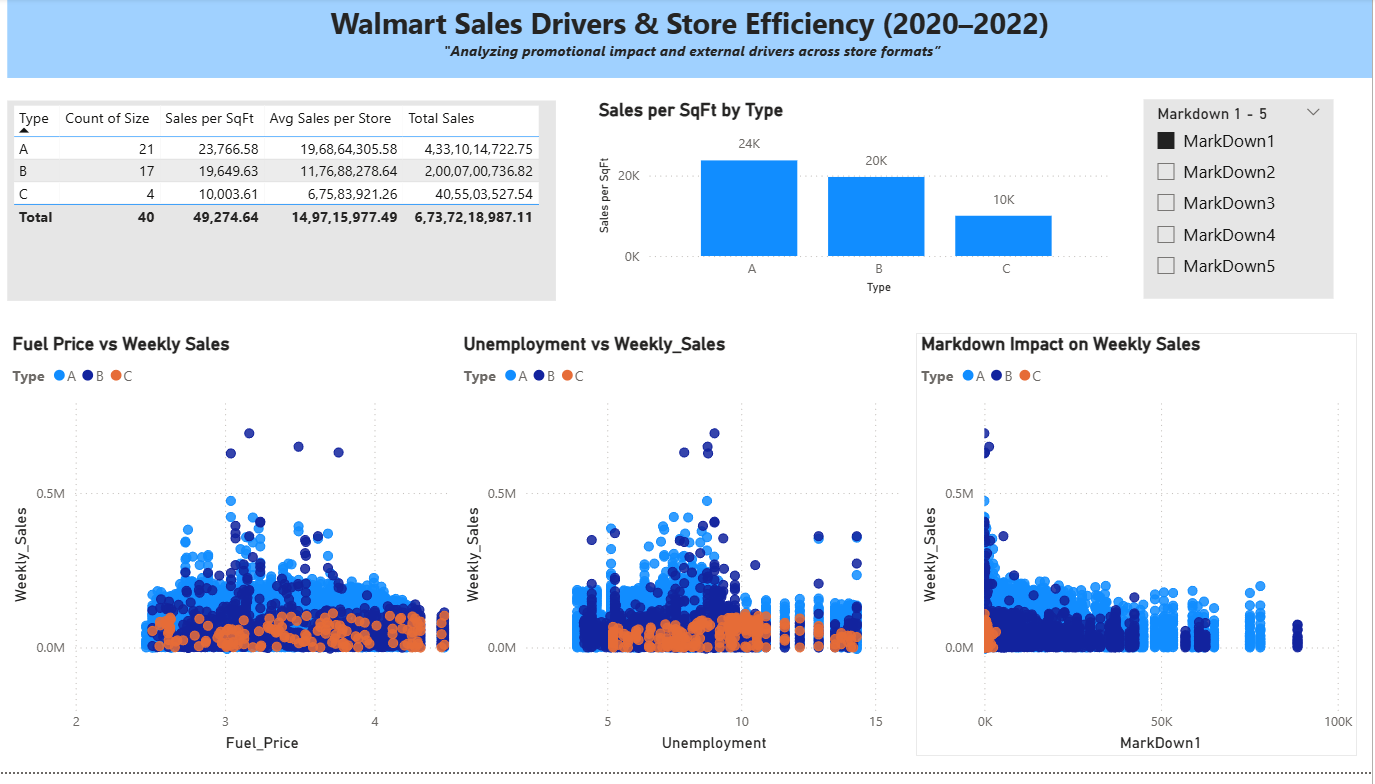 Walmart Sales Drivers & Store Efficiency (2020–2022)
"Analyzing promotional impact and external drivers across store formats”
Type Count of Size Sales per SqFt Avg Sales per Store Total Sales
A 21 23,766.58 19,68,64,305.58 4,33,10,14,722.75
B 17 19,649.63 11,76,88,278.64 2,00,07,00,736.82
C 4 10,003.61 6,75,83,921.26 40,55,03,527.54
Total 40 49,274.64 14,97,15,977.49 6,73,72,18,987.11
Sales per SqFt by Type
Sales per SqFt
20K
0K
24K
20K
10K
A B C
Type
Markdown 1 - 5
MarkDown1
MarkDown2
MarkDown3
MarkDown4
MarkDown5
Fuel Price vs Weekly Sales
Type A B C
Weekly_Sales
0.5M
0.0M
2 3 4
Fuel_Price
Unemployment vs Weekly_Sales
Type A B C
Weekly_Sales
0.5M
0.0M
5 10 15
Unemployment
Markdown Impact on Weekly Sales
Type A B C
Weekly_Sales
0.5M
0.0M
0K 50K 100K
MarkDown1